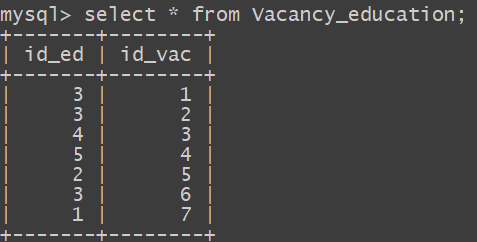 mysql> select * from Vacancy_education;
+-------+--------+
| id_ed | id_vac |
+-------+--------+
|     3 |      1 |
|     3 |      2 |
|     4 |      3 |
|     5 |      4 |
|     2 |      5 |
|     3 |      6 |
|     1 |      7 |
+-------+--------+